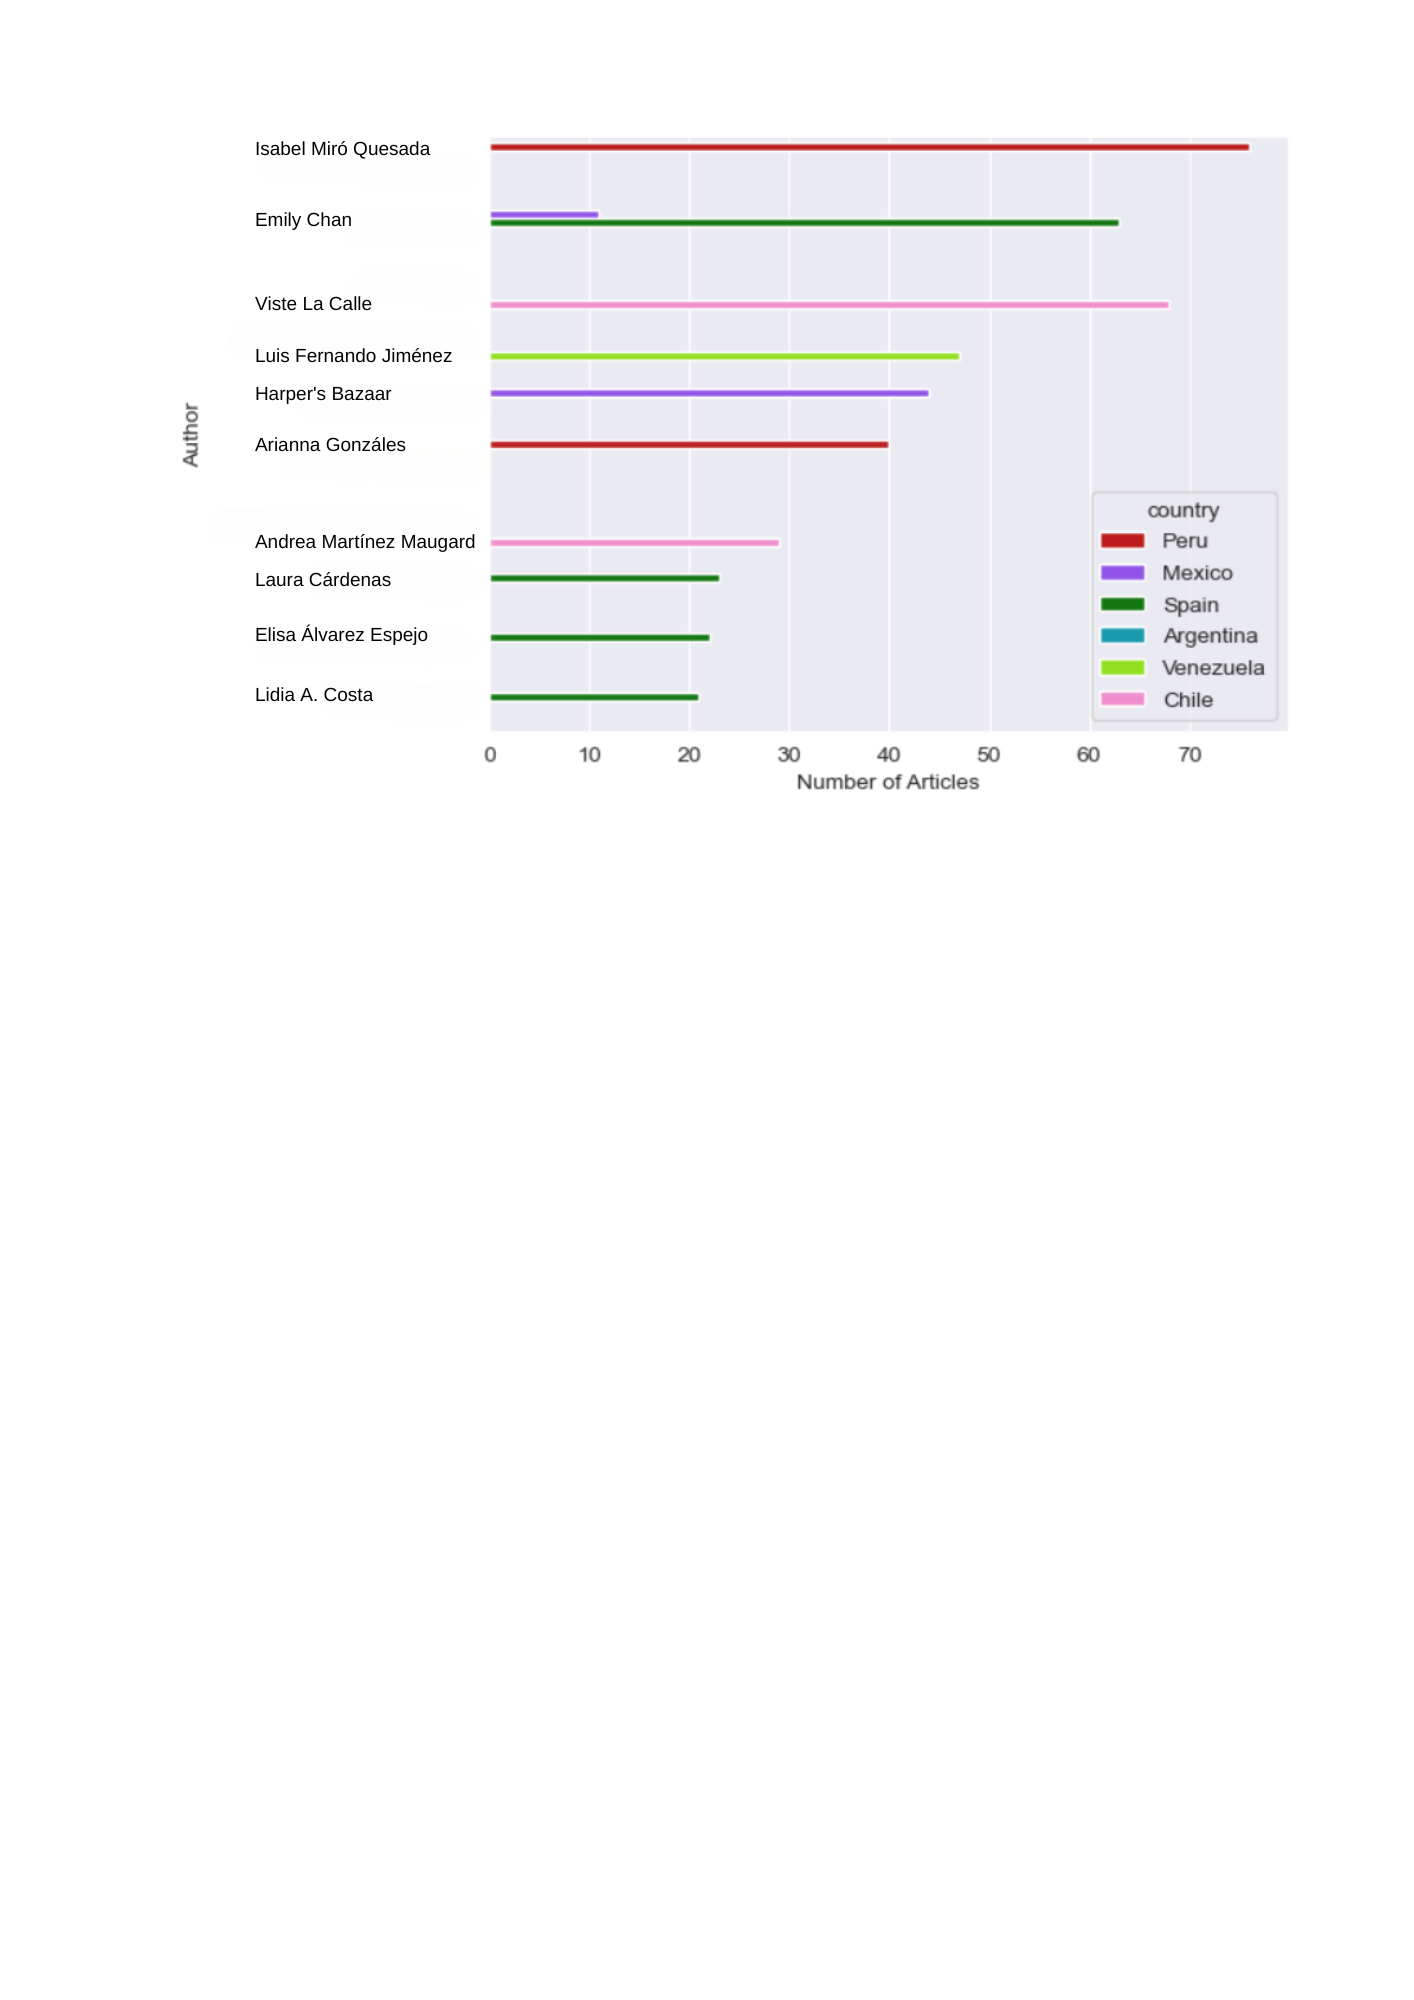 Isabel Miró Quesada
Emily Chan
Viste La Calle
Luis Fernando Jiménez
Harper's Bazaar
Arianna Gonzáles
Andrea Martínez Maugard
Laura Cárdenas
Elisa Álvarez Espejo
Lidia A. Costa
Author
country
Peru
Mexico
Spain
Argentina
Venezuela
Chile
0 10 20 30 40 50 60 70
Number of Articles